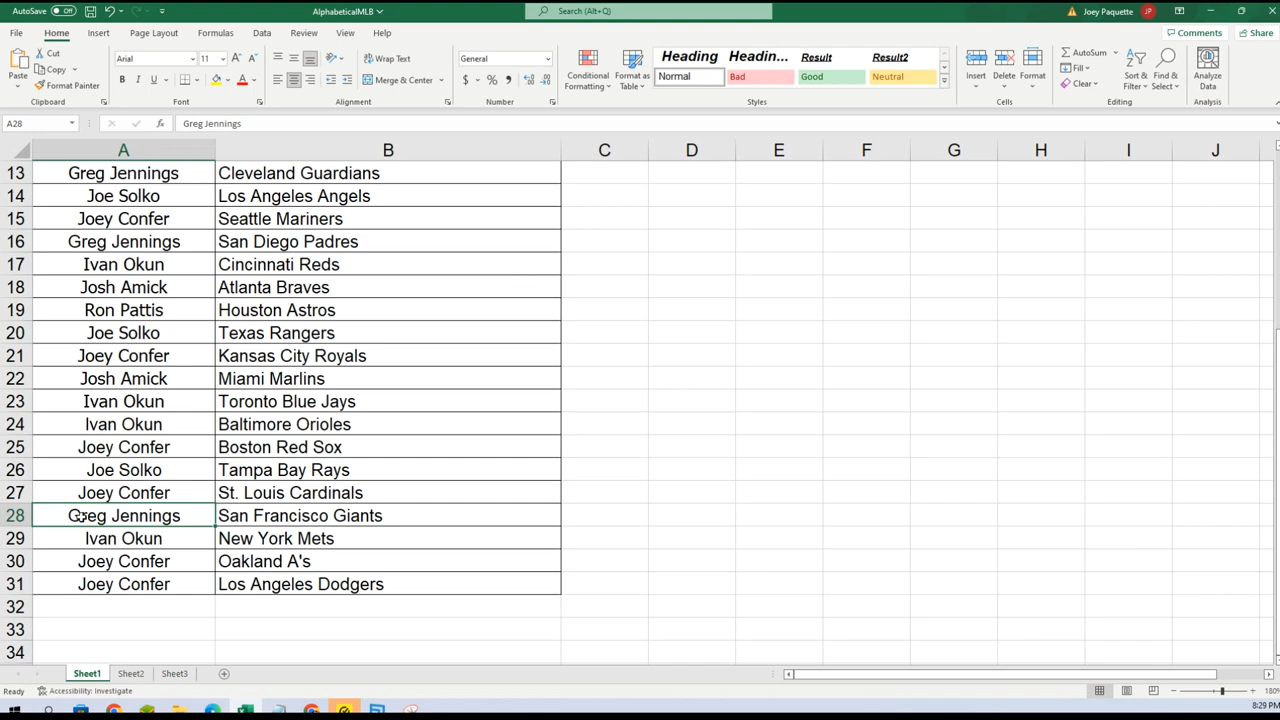 AutoSave Off AlphabeticalMLB Search (Alt+Q) Joey Paquette JP
File Home Insert Draw Page Layout Formulas Data Review View Help Comments Share
Paste Cut Copy Format Painter Clipboard
Arial 11 A A B I U A Font
Wrap Text Merge & Center Alignment
General $ % 9 Number
Conditional Formatting Format as Table
Heading Headin... Result Result2
Normal Bad Good Neutral
Styles
Insert Delete Format Cells
AutoSum Fill Clear Sort & Filter Find & Select Editing
Analyze Data Analysis
A28 fx Greg Jennings
A B C D E F G H I J
13 Greg Jennings Cleveland Guardians
14 Joe Solko Los Angeles Angels
15 Joey Confer Seattle Mariners
16 Greg Jennings San Diego Padres
17 Ivan Okun Cincinnati Reds
18 Josh Amick Atlanta Braves
19 Ron Pattis Houston Astros
20 Joe Solko Texas Rangers
21 Joey Confer Kansas City Royals
22 Josh Amick Miami Marlins
23 Ivan Okun Toronto Blue Jays
24 Ivan Okun Baltimore Orioles
25 Joey Confer Boston Red Sox
26 Joe Solko Tampa Bay Rays
27 Joey Confer St. Louis Cardinals
28 Greg Jennings San Francisco Giants
29 Ivan Okun New York Mets
30 Joey Confer Oakland A's
31 Joey Confer Los Angeles Dodgers
32
33
34
Sheet1 Sheet2 Sheet3
Ready Accessibility: Investigate 180%
8:29 PM